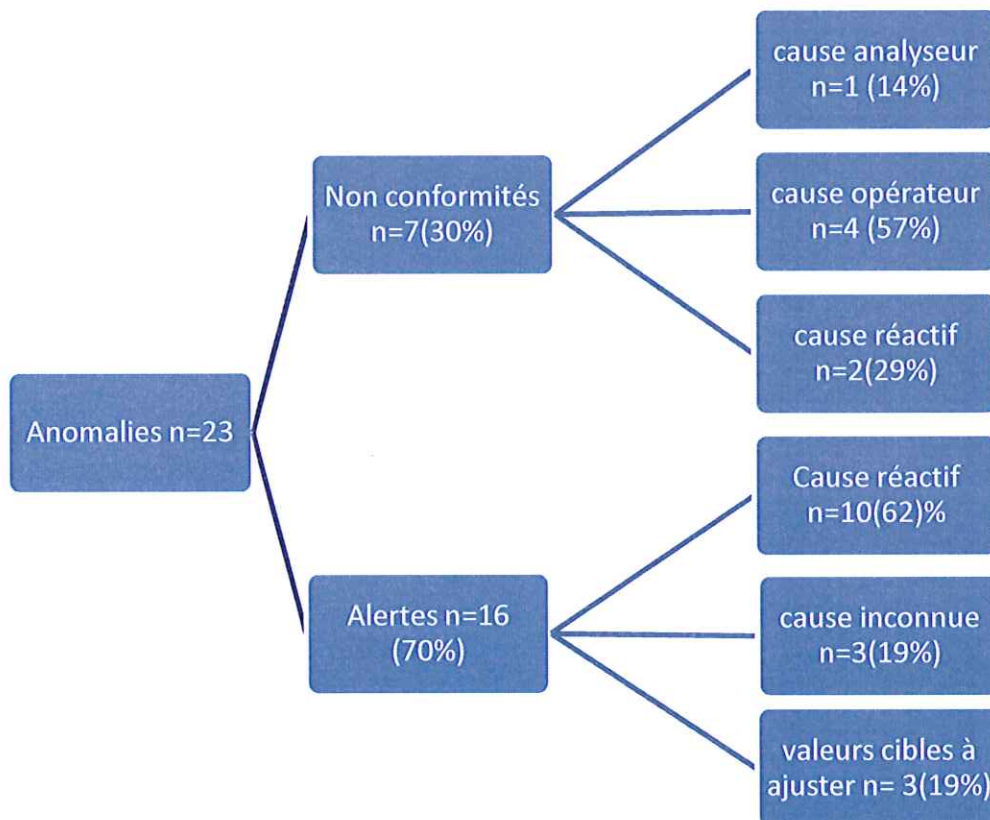 cause analyseur
n=1 (14%)
Non conformités
n=7(30%)
cause opérateur
n=4 (57%)
cause réactif
n=2(29%)
Anomalies n=23
Cause réactif
n=10(62)%
Alertes n=16
(70%)
cause inconnue
n=3(19%)
valeurs cibles à
ajuster n= 3(19%)